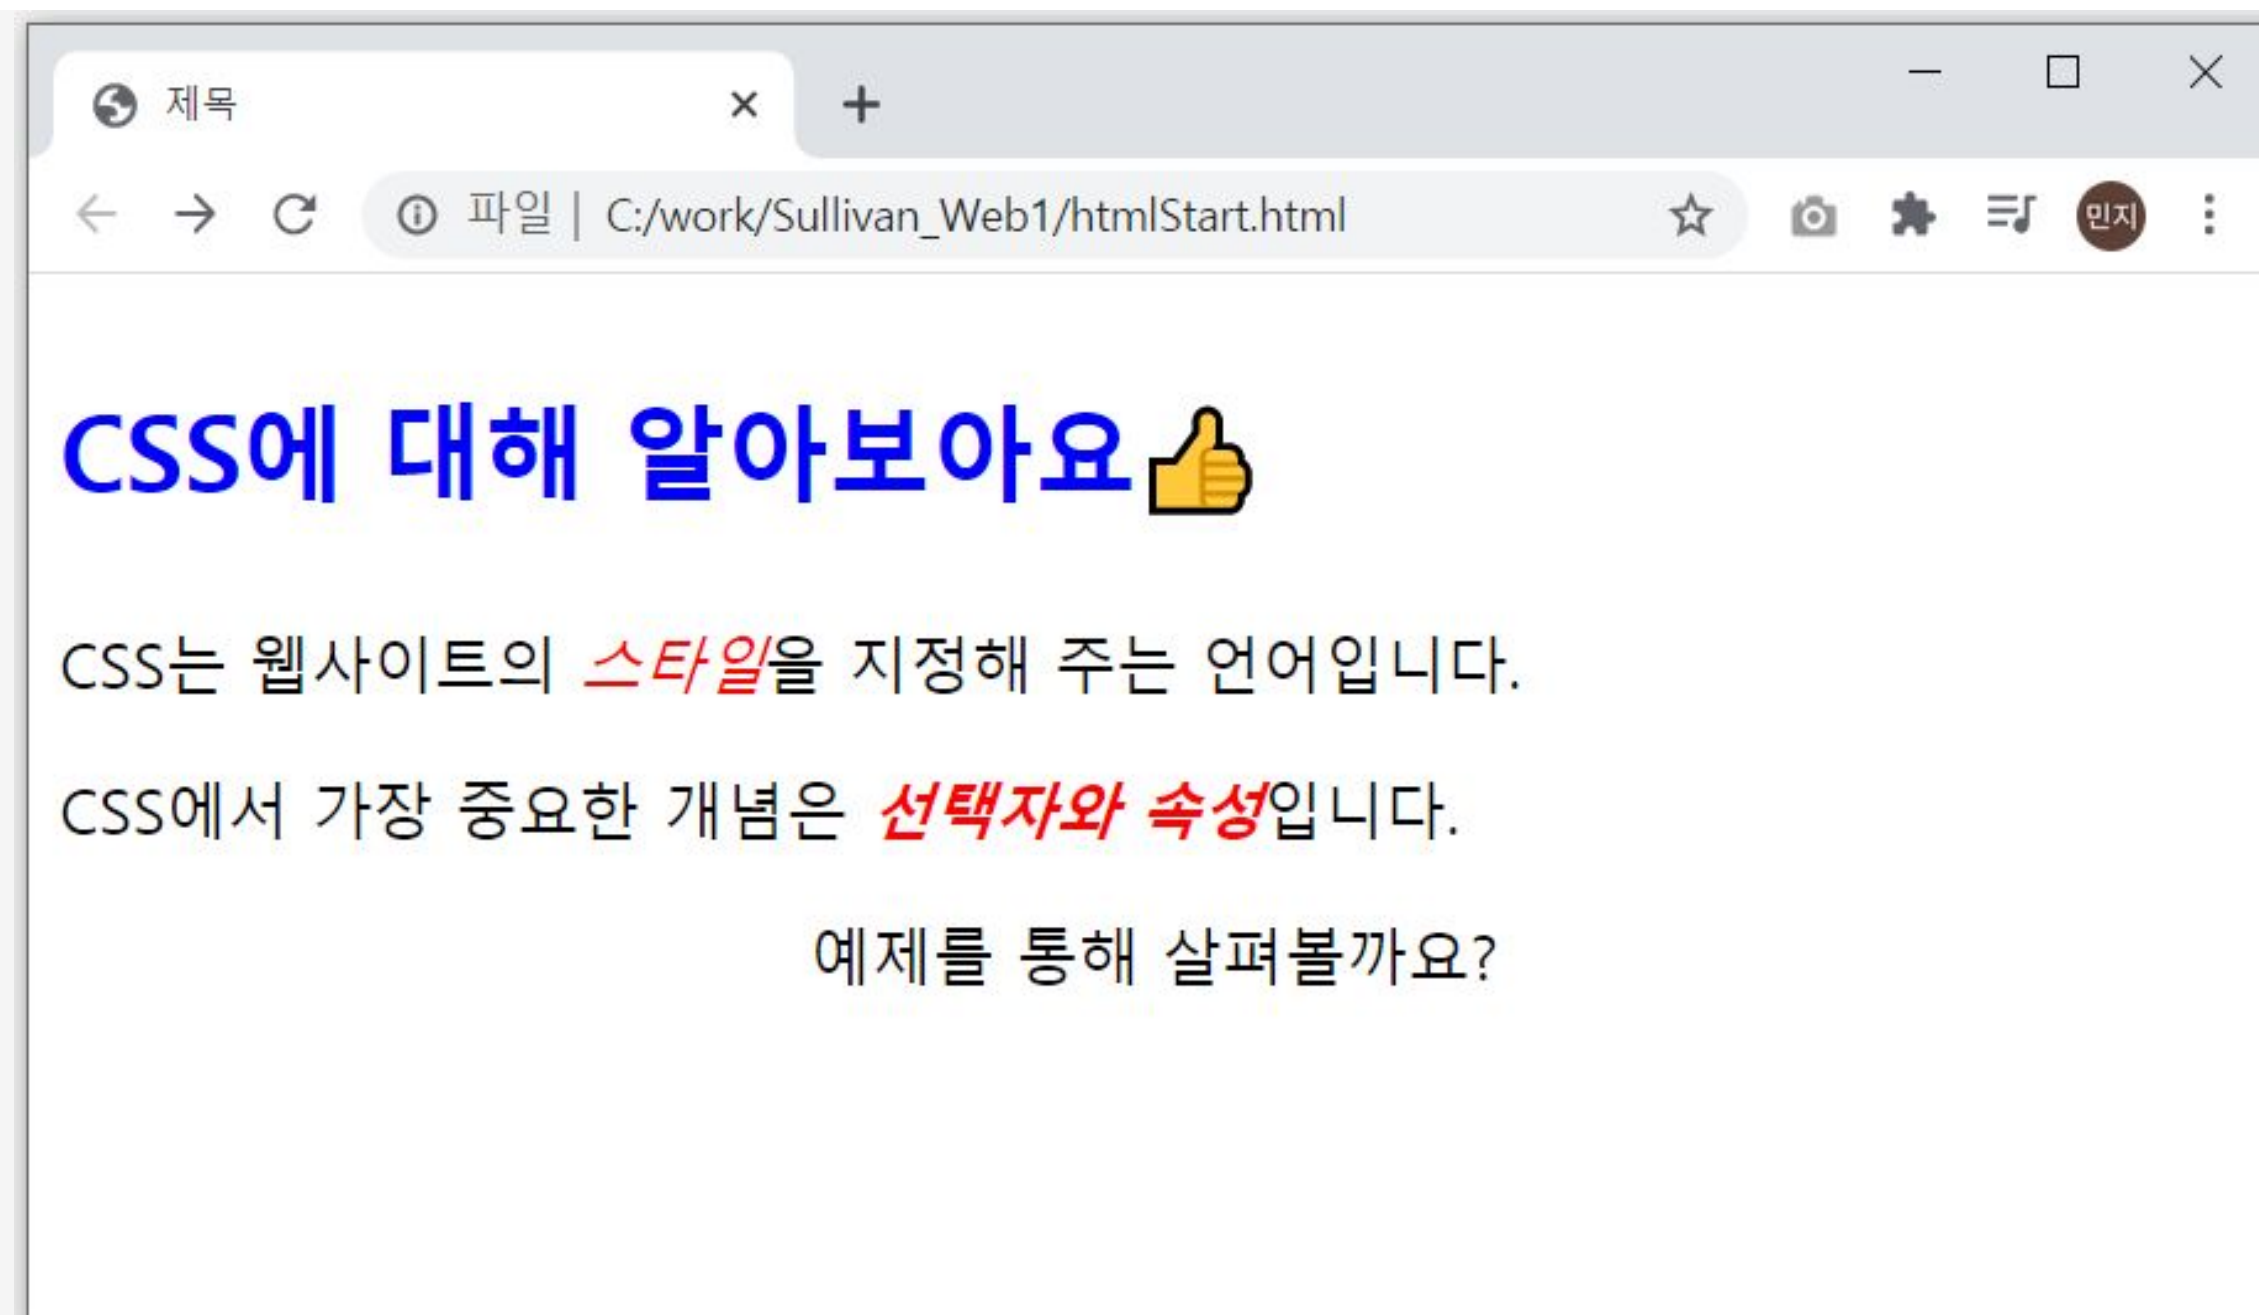 제목
파일 | C:/work/Sullivan_Web1/htmlStart.html
민지
CSS에 대해 알아보아요👍
CSS는 웹사이트의 스타일을 지정해 주는 언어입니다.
CSS에서 가장 중요한 개념은 선택자와 속성입니다.
예제를 통해 살펴볼까요?